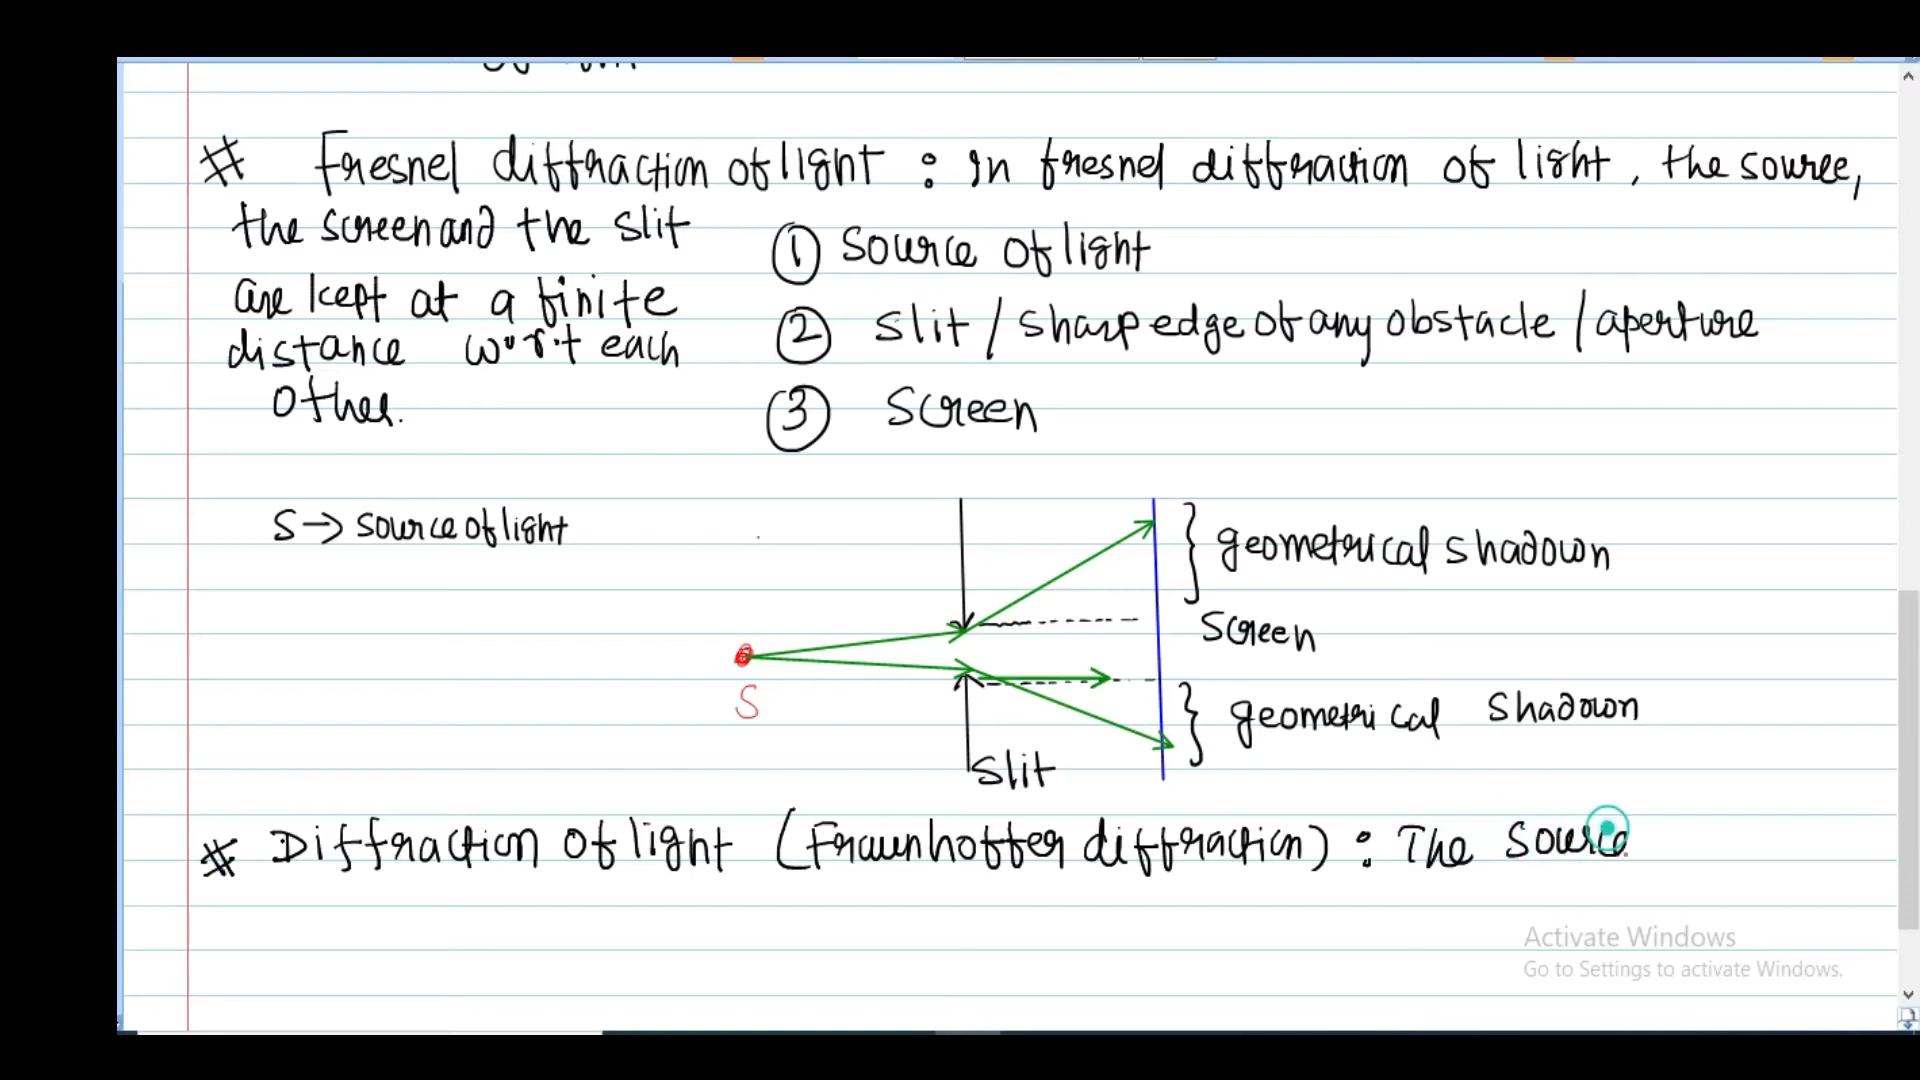 # Fresnel diffraction of light : In fresnel diffraction of light, the source,
the screen and the slit
are kept at a finite
distance w.r.t each
other.
① Source of light
② Slit / sharp edge of any obstacle / aperture
③ Screen
S → source of light
geometrical shadown
Screen
S
geometrical shadown
Slit
* Diffraction of light (Fraunhoffer diffraction) : The Source
Activate Windows
Go to Settings to activate Windows.